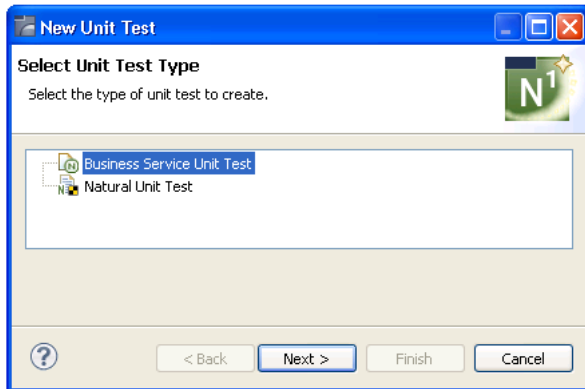 New Unit Test
Select Unit Test Type
Select the type of unit test to create.
N1
Business Service Unit Test
N
Natural Unit Test
N
?
< Back
Next >
Finish
Cancel